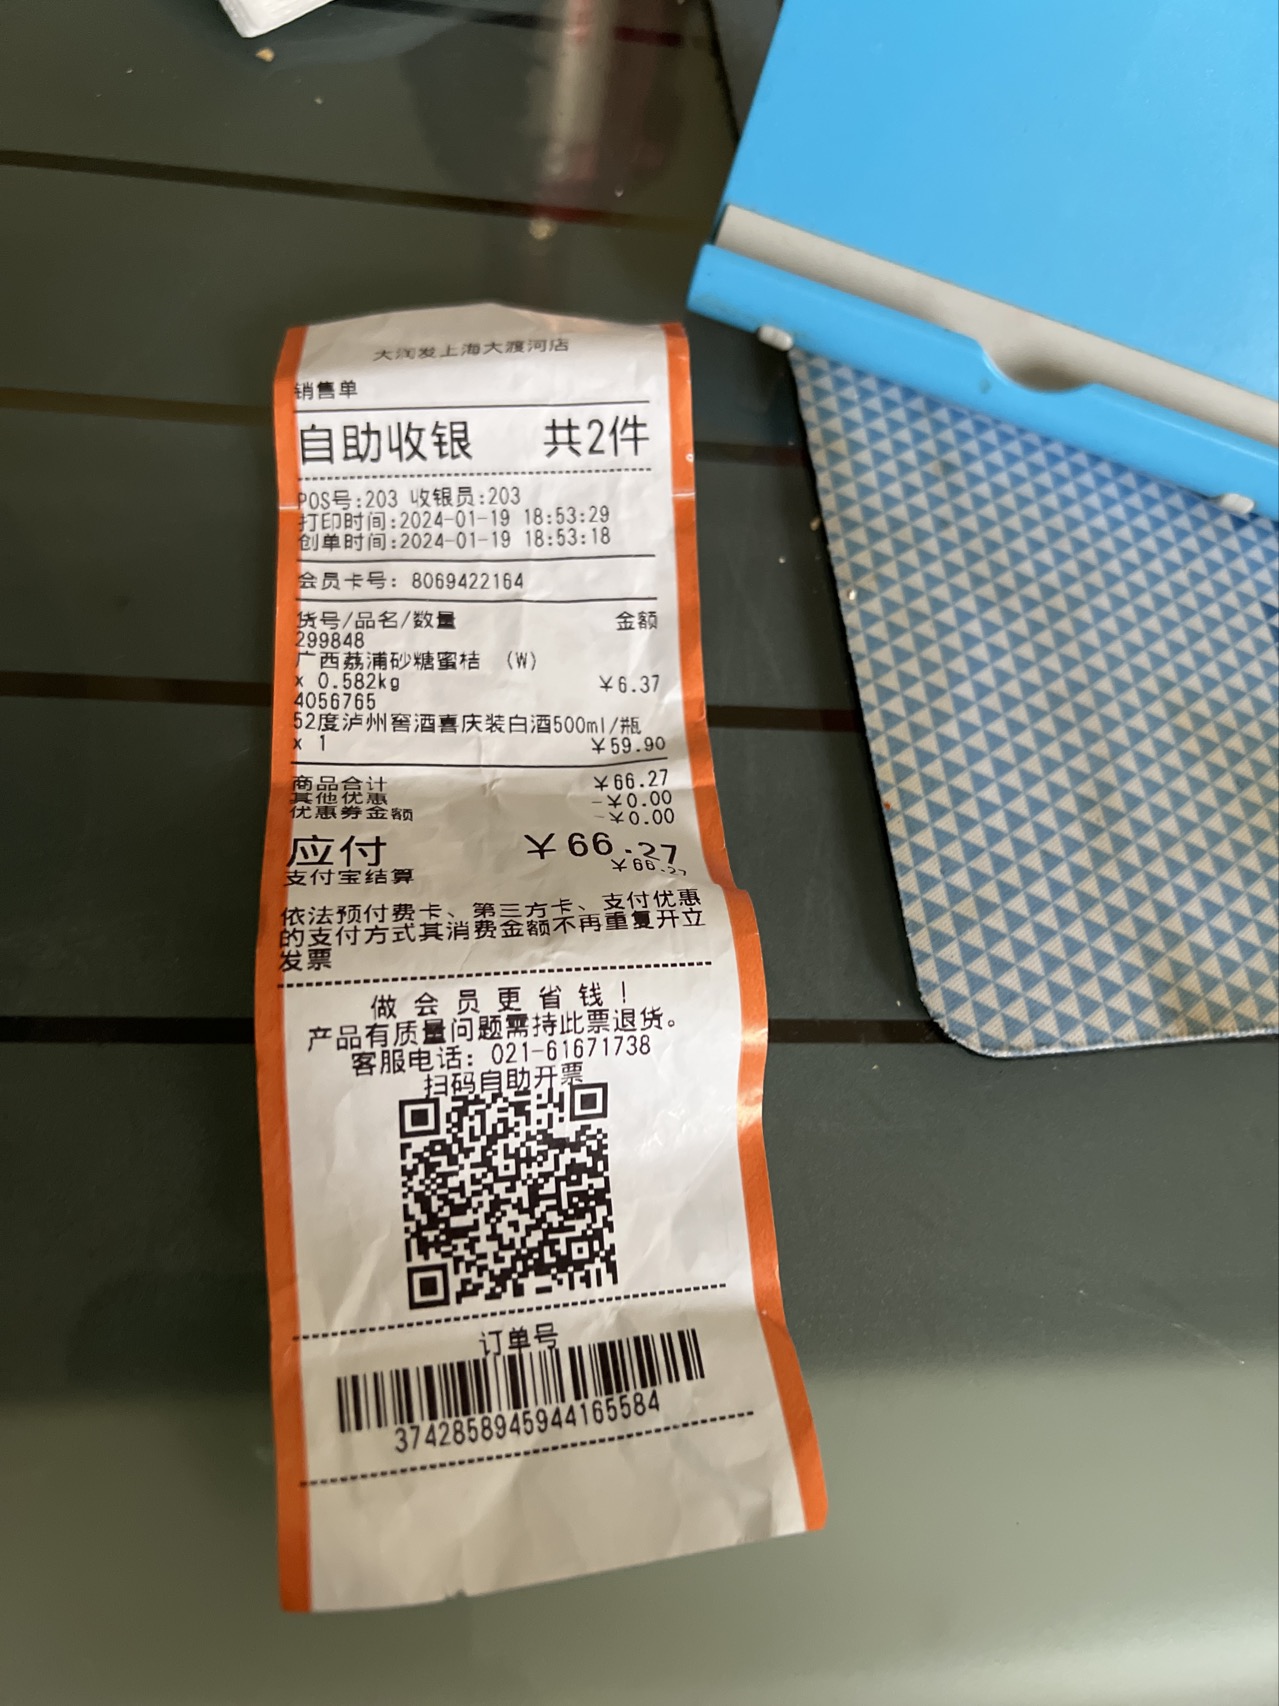 大润发上海大渡河店
销售单
自助收银 共2件
POS号:203 收银员:203
打印时间:2024-01-19 18:53:29
创单时间:2024-01-19 18:53:18
会员卡号: 8069422164
货号/品名/数量 金额
299848
广西荔浦砂糖蜜桔 (W)
x 0.582kg ¥6.37
4056765
52度泸州窖酒喜庆装白酒500ml/瓶
x 1 ¥59.90
商品合计 ¥66.27
其他优惠 -¥0.00
优惠券金额 -¥0.00
应付 ¥66.27
支付宝结算 ¥66.27
依法预付费卡、第三方卡、支付优惠
的支付方式其消费金额不再重复开立
发票
做会员更省钱!
产品有质量问题需持此票退货。
客服电话: 021-61671738
扫码自助开票
订单号
3742858945944165584